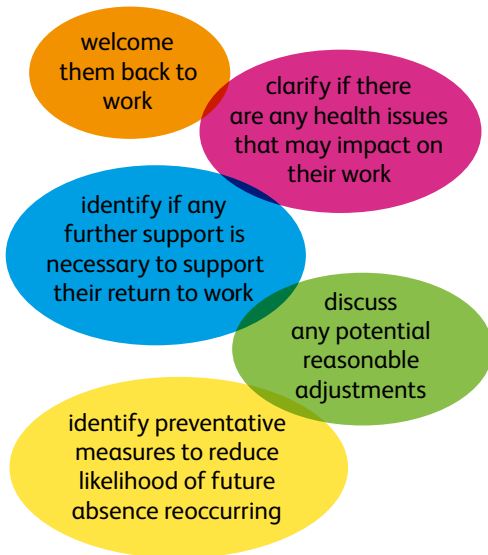 welcome
them back to
work
clarify if there
are any health issues
that may impact on
their work
identify if any
further support is
necessary to support
their return to work
discuss
any potential
reasonable
adjustments
identify preventative
measures to reduce
likelihood of future
absence reoccurring